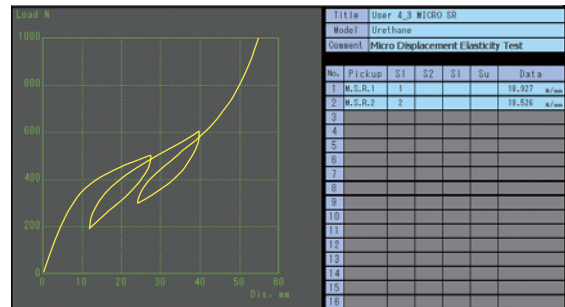 Load N
1000
800
600
400
200
0
0 10 20 30 40 50 60
Dis. mm
Title User 4_3 MICRO SR
Model Urethane
Comment Micro Displacement Elasticity Test
No. Pickup S1 S2 Sl Su Data
1 M.S.R.1 1 18.927 N/mm
2 M.S.R.2 2 18.526 N/mm
3
4
5
6
7
8
9
10
11
12
13
14
15
16